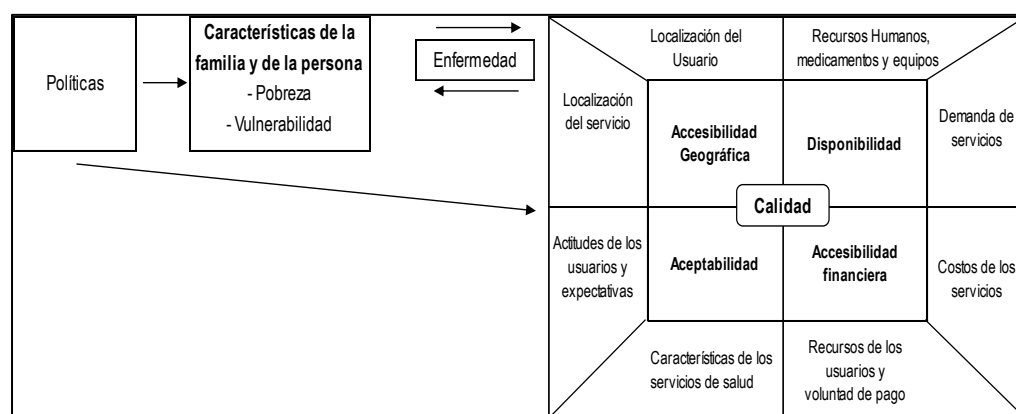 Políticas
Características de la
familia y de la persona
- Pobreza
- Vulnerabilidad
Enfermedad
Localización del
Usuario
Recursos Humanos,
medicamentos y equipos
Localización
del servicio
Accesibilidad
Geográfica
Disponibilidad
Demanda de
servicios
Calidad
Actitudes de los
usuarios y
expectativas
Aceptabilidad
Accesibilidad
financiera
Costos de los
servicios
Características de los
servicios de salud
Recursos de los
usuarios y
voluntad de pago